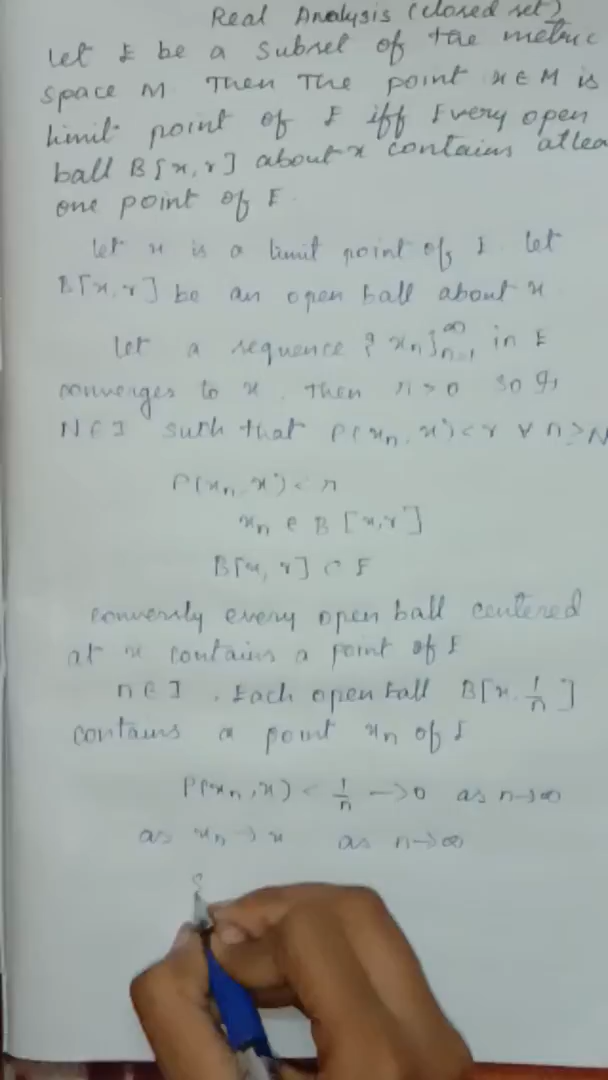 Real Analysis (closed set)
Let E be a subset of the metric
space M Then The point x ∈ M is
limit point of E iff Every open
ball B[x, r] about x contains atlea
one point of E
let x is a limit point of E let
B[x, r] be an open ball about x
let a sequence {xn}∞n=1 in E
converges to x, then r > 0 so ∃
N ∈ I such that ρ(xn, x) < r ∀ n ≥ N
ρ(xn, x) < r
xn ∈ B [x, r]
B[x, r] ⊂ E
conversly every open ball centered
at x contains a point of E
n ∈ I . Each open ball B[x, 1/n]
contains a point xn of E
ρ(xn, x) < 1/n -> 0 as n -> ∞
as xn -> x as n -> ∞